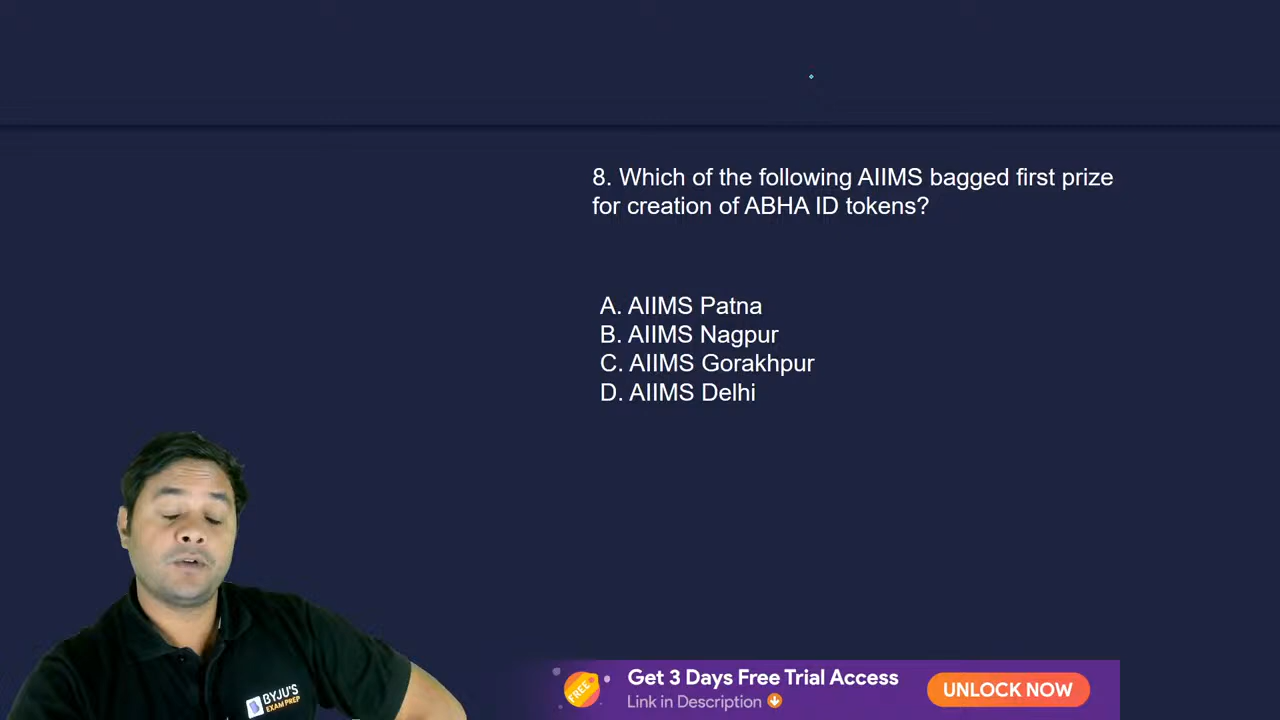 8. Which of the following AIIMS bagged first prize
for creation of ABHA ID tokens?
A. AIIMS Patna
B. AIIMS Nagpur
C. AIIMS Gorakhpur
D. AIIMS Delhi
BYJU'S
EXAM PREP
FREE
Get 3 Days Free Trial Access
Link in Description
UNLOCK NOW